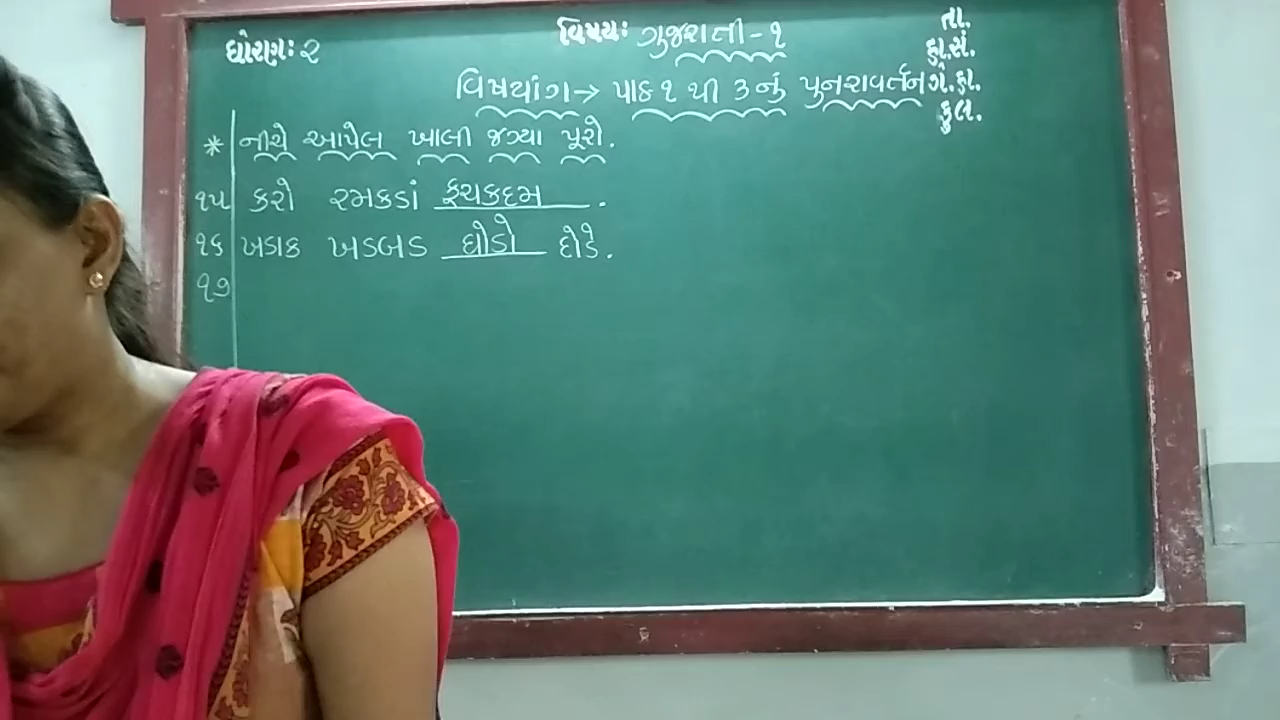 ધોરણઃ ૨
વિષયઃ ગુજરાતી - ૧
તા.
હા.સં.
ગે.હા.
કુલ.
વિષયાંગ → પાઠ ૧ થી ૩ નું પુનરાવર્તન
* નીચે આપેલ ખાલી જગ્યા પૂરો.
૧૫ કરો રમકડાં કૂચકદમ .
૧૬ ખડાક ખડબડ ઘોડો દોડે.
૧૭